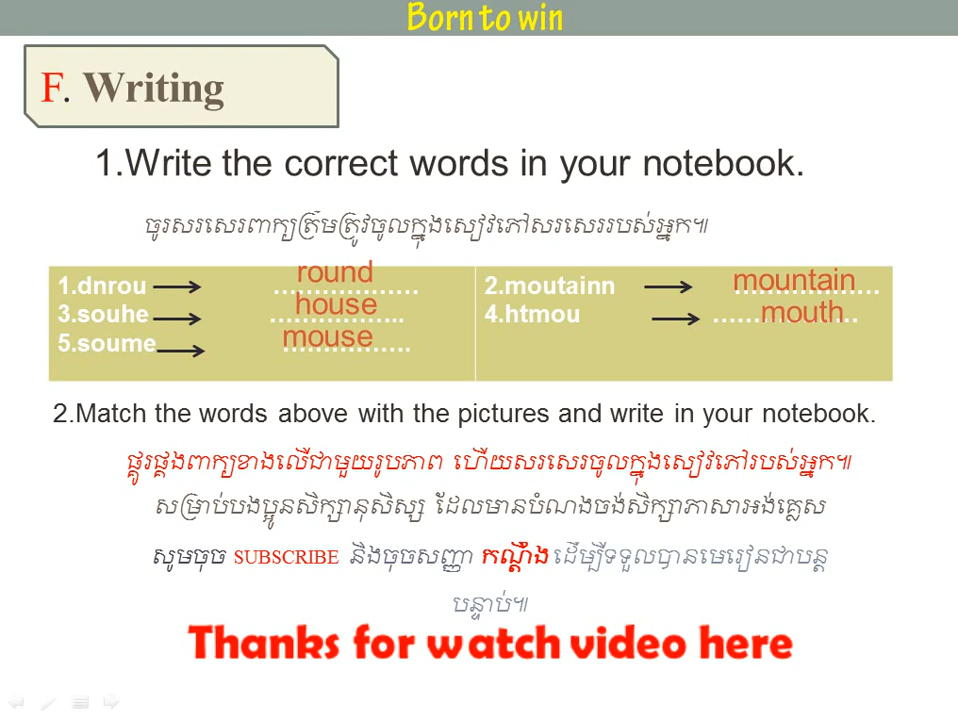 Born to win
F. Writing
1.Write the correct words in your notebook.
ចូរសរសេរពាក្យត្រឹមត្រូវចូលក្នុងសៀវភៅសរសេររបស់អ្នក៕
1.dnrou → round ……………… 2.moutainn → mountain ………………
3.souhe → house …………….. 4.htmou → mouth ………………
5.soume → mouse …………….
2.Match the words above with the pictures and write in your notebook.
ផ្គូរផ្គងពាក្យខាងលើជាមួយរូបភាព ហើយសរសេរចូលក្នុងសៀវភៅរបស់អ្នក៕
សម្រាប់បងប្អូនសិក្សានុសិស្ស ដែលមានបំណងចង់សិក្សាភាសាអង់គ្លេស
សូមចុច SUBSCRIBE និងចុចសញ្ញា កណ្ដឹង ដើម្បីទទួលបានមេរៀនជាបន្ត
បន្ទាប់៕
Thanks for watch video here